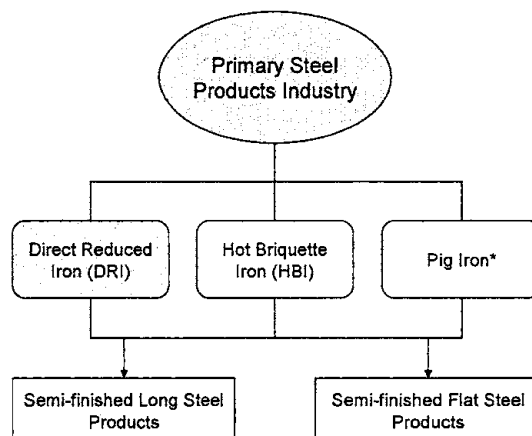 Primary Steel
Products Industry
Direct Reduced
Iron (DRI)
Hot Briquette
Iron (HBI)
Pig Iron*
Semi-finished Long Steel
Products
Semi-finished Flat Steel
Products